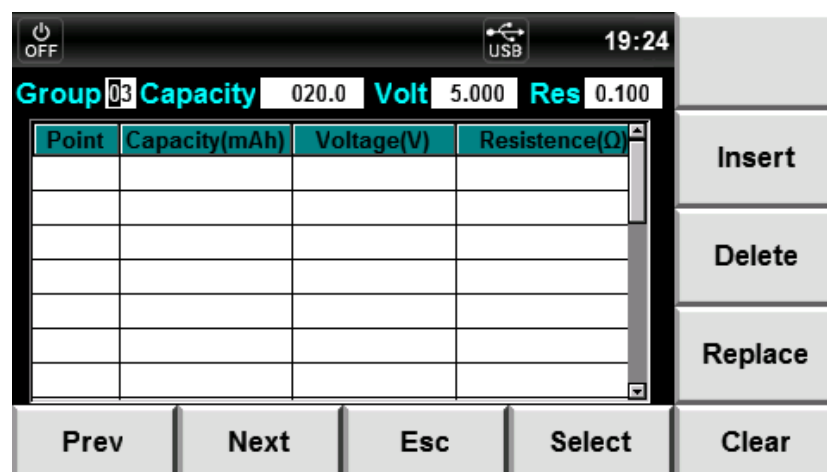 OFF USB 19:24
Group 03 Capacity 020.0 Volt 5.000 Res 0.100
Point Capacity(mAh) Voltage(V) Resistence(Ω)
Insert
Delete
Replace
Prev Next Esc Select Clear